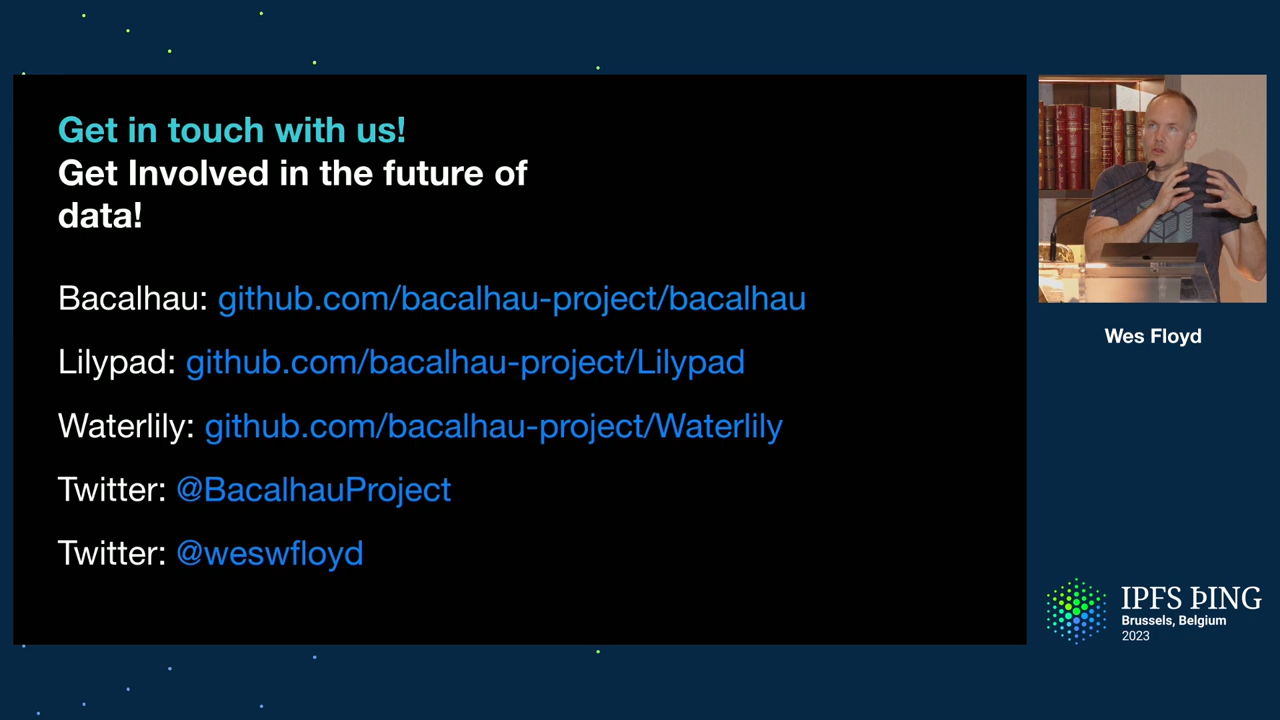 Get in touch with us!
Get Involved in the future of
data!
Bacalhau: github.com/bacalhau-project/bacalhau
Lilypad: github.com/bacalhau-project/Lilypad
Waterlily: github.com/bacalhau-project/Waterlily
Twitter: @BacalhauProject
Twitter: @weswfloyd
Wes Floyd
IPFS ÞING
Brussels, Belgium
2023